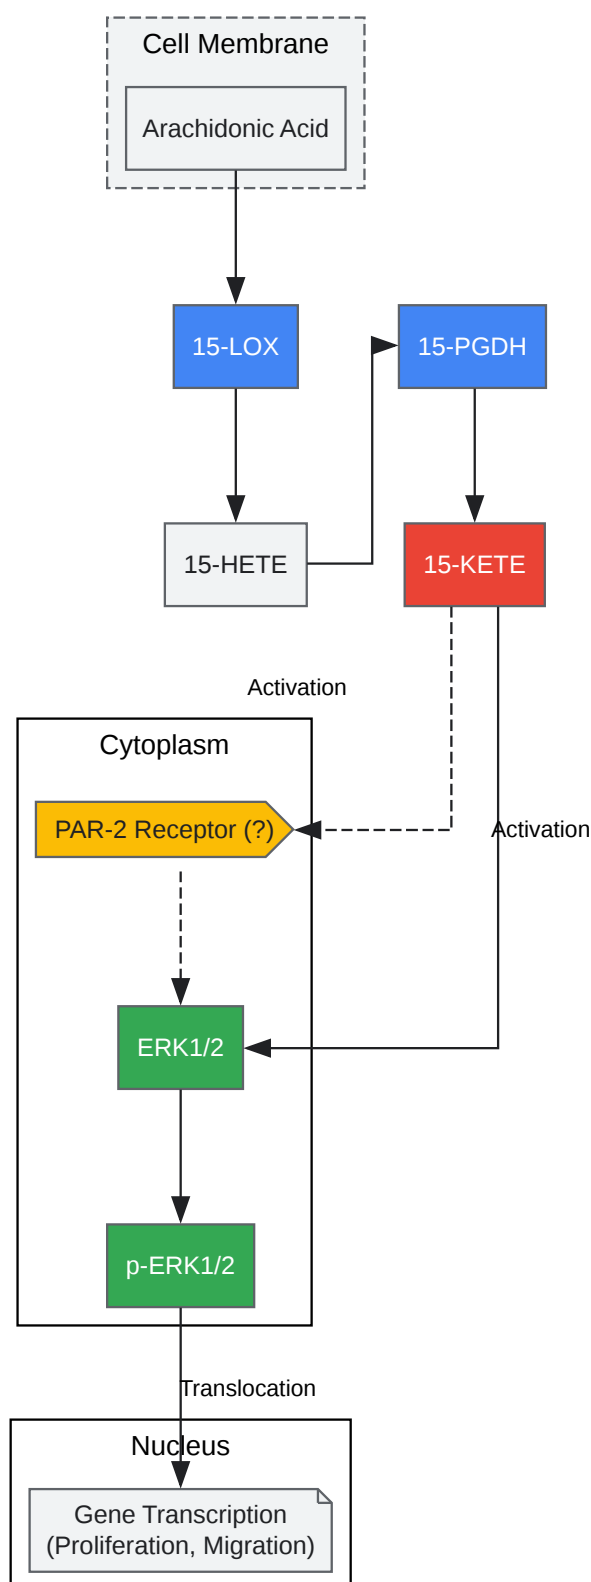 Cell Membrane
Arachidonic Acid
15-LOX
15-PGDH
15-HETE
15-KETE
Activation
Cytoplasm
PAR-2 Receptor (?)
Activation
ERK1/2
p-ERK1/2
Translocation
Nucleus
Gene Transcription
(Proliferation, Migration)